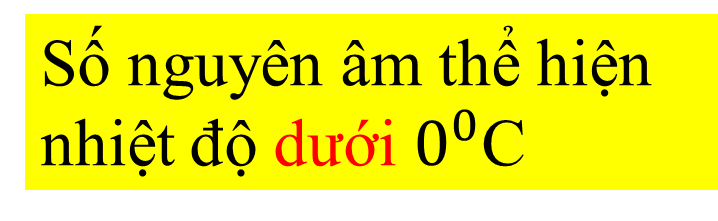 Số nguyên âm thể hiện
nhiệt độ dưới 0⁰C